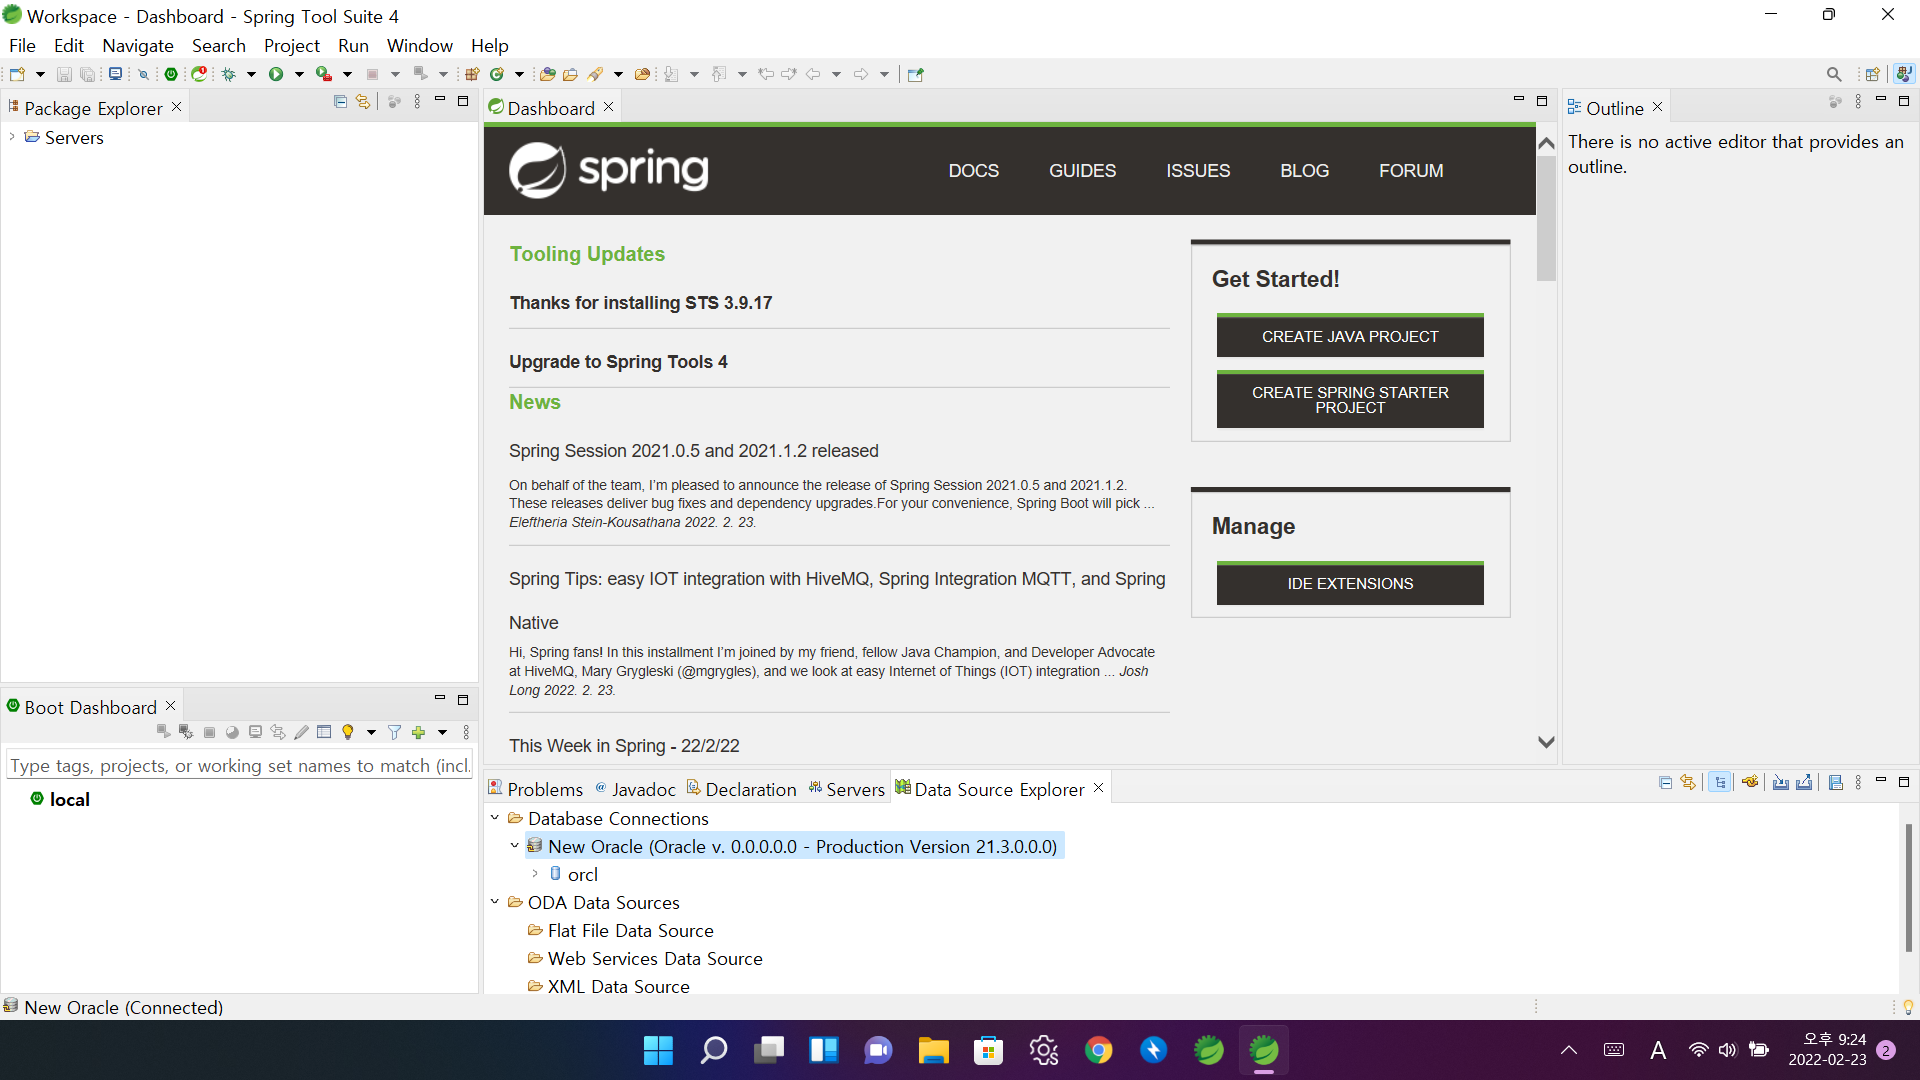 Workspace - Dashboard - Spring Tool Suite 4
File Edit Navigate Search Project Run Window Help
Package Explorer
Servers
Dashboard
spring
DOCS GUIDES ISSUES BLOG FORUM
Tooling Updates
Thanks for installing STS 3.9.17
Upgrade to Spring Tools 4
News
Spring Session 2021.0.5 and 2021.1.2 released
On behalf of the team, I'm pleased to announce the release of Spring Session 2021.0.5 and 2021.1.2.
These releases deliver bug fixes and dependency upgrades.For your convenience, Spring Boot will pick ...
Eleftheria Stein-Kousathana 2022. 2. 23.
Spring Tips: easy IOT integration with HiveMQ, Spring Integration MQTT, and Spring
Native
Hi, Spring fans! In this installment I'm joined by my friend, fellow Java Champion, and Developer Advocate
at HiveMQ, Mary Grygleski (@mgrygles), and we look at easy Internet of Things (IOT) integration ... Josh
Long 2022. 2. 23.
This Week in Spring - 22/2/22
Get Started!
CREATE JAVA PROJECT
CREATE SPRING STARTER
PROJECT
Manage
IDE EXTENSIONS
Outline
There is no active editor that provides an
outline.
Boot Dashboard
Type tags, projects, or working set names to match (incl.
local
Problems
@ Javadoc
Declaration
Servers
Data Source Explorer
Database Connections
New Oracle (Oracle v. 0.0.0.0.0 - Production Version 21.3.0.0.0)
orcl
ODA Data Sources
Flat File Data Source
Web Services Data Source
XML Data Source
New Oracle (Connected)
A
오후 9:24
2022-02-23
2